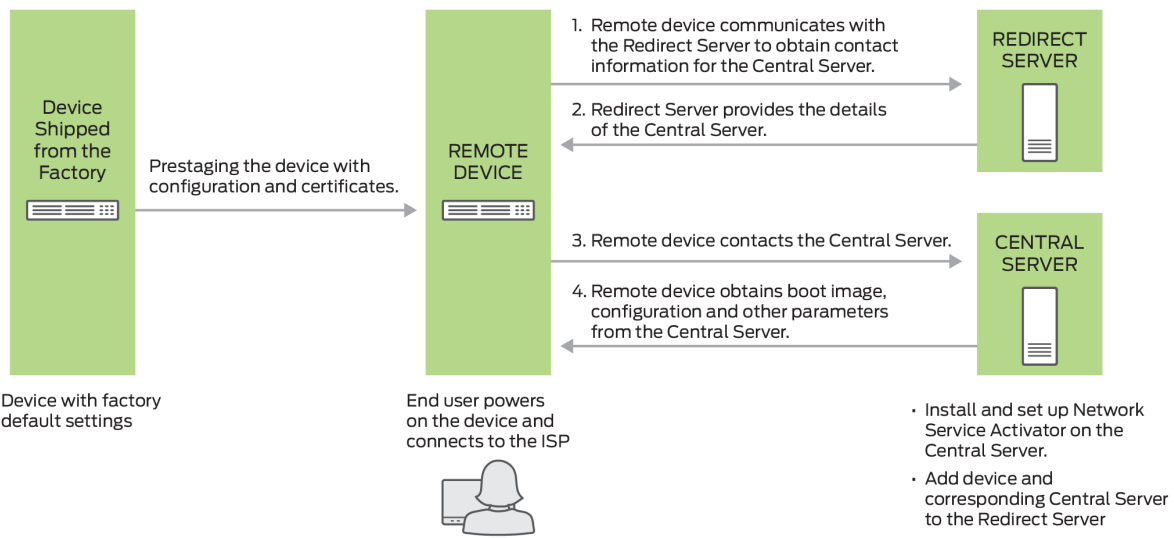 Device
Shipped
from the
Factory
Prestaging the device with
configuration and certificates.
Device with factory
default settings
REMOTE
DEVICE
End user powers
on the device and
connects to the ISP
1. Remote device communicates with
the Redirect Server to obtain contact
information for the Central Server.
2. Redirect Server provides the details
of the Central Server.
REDIRECT
SERVER
3. Remote device contacts the Central Server.
4. Remote device obtains boot image,
configuration and other parameters
from the Central Server.
CENTRAL
SERVER
· Install and set up Network
Service Activator on the
Central Server.
· Add device and
corresponding Central Server
to the Redirect Server